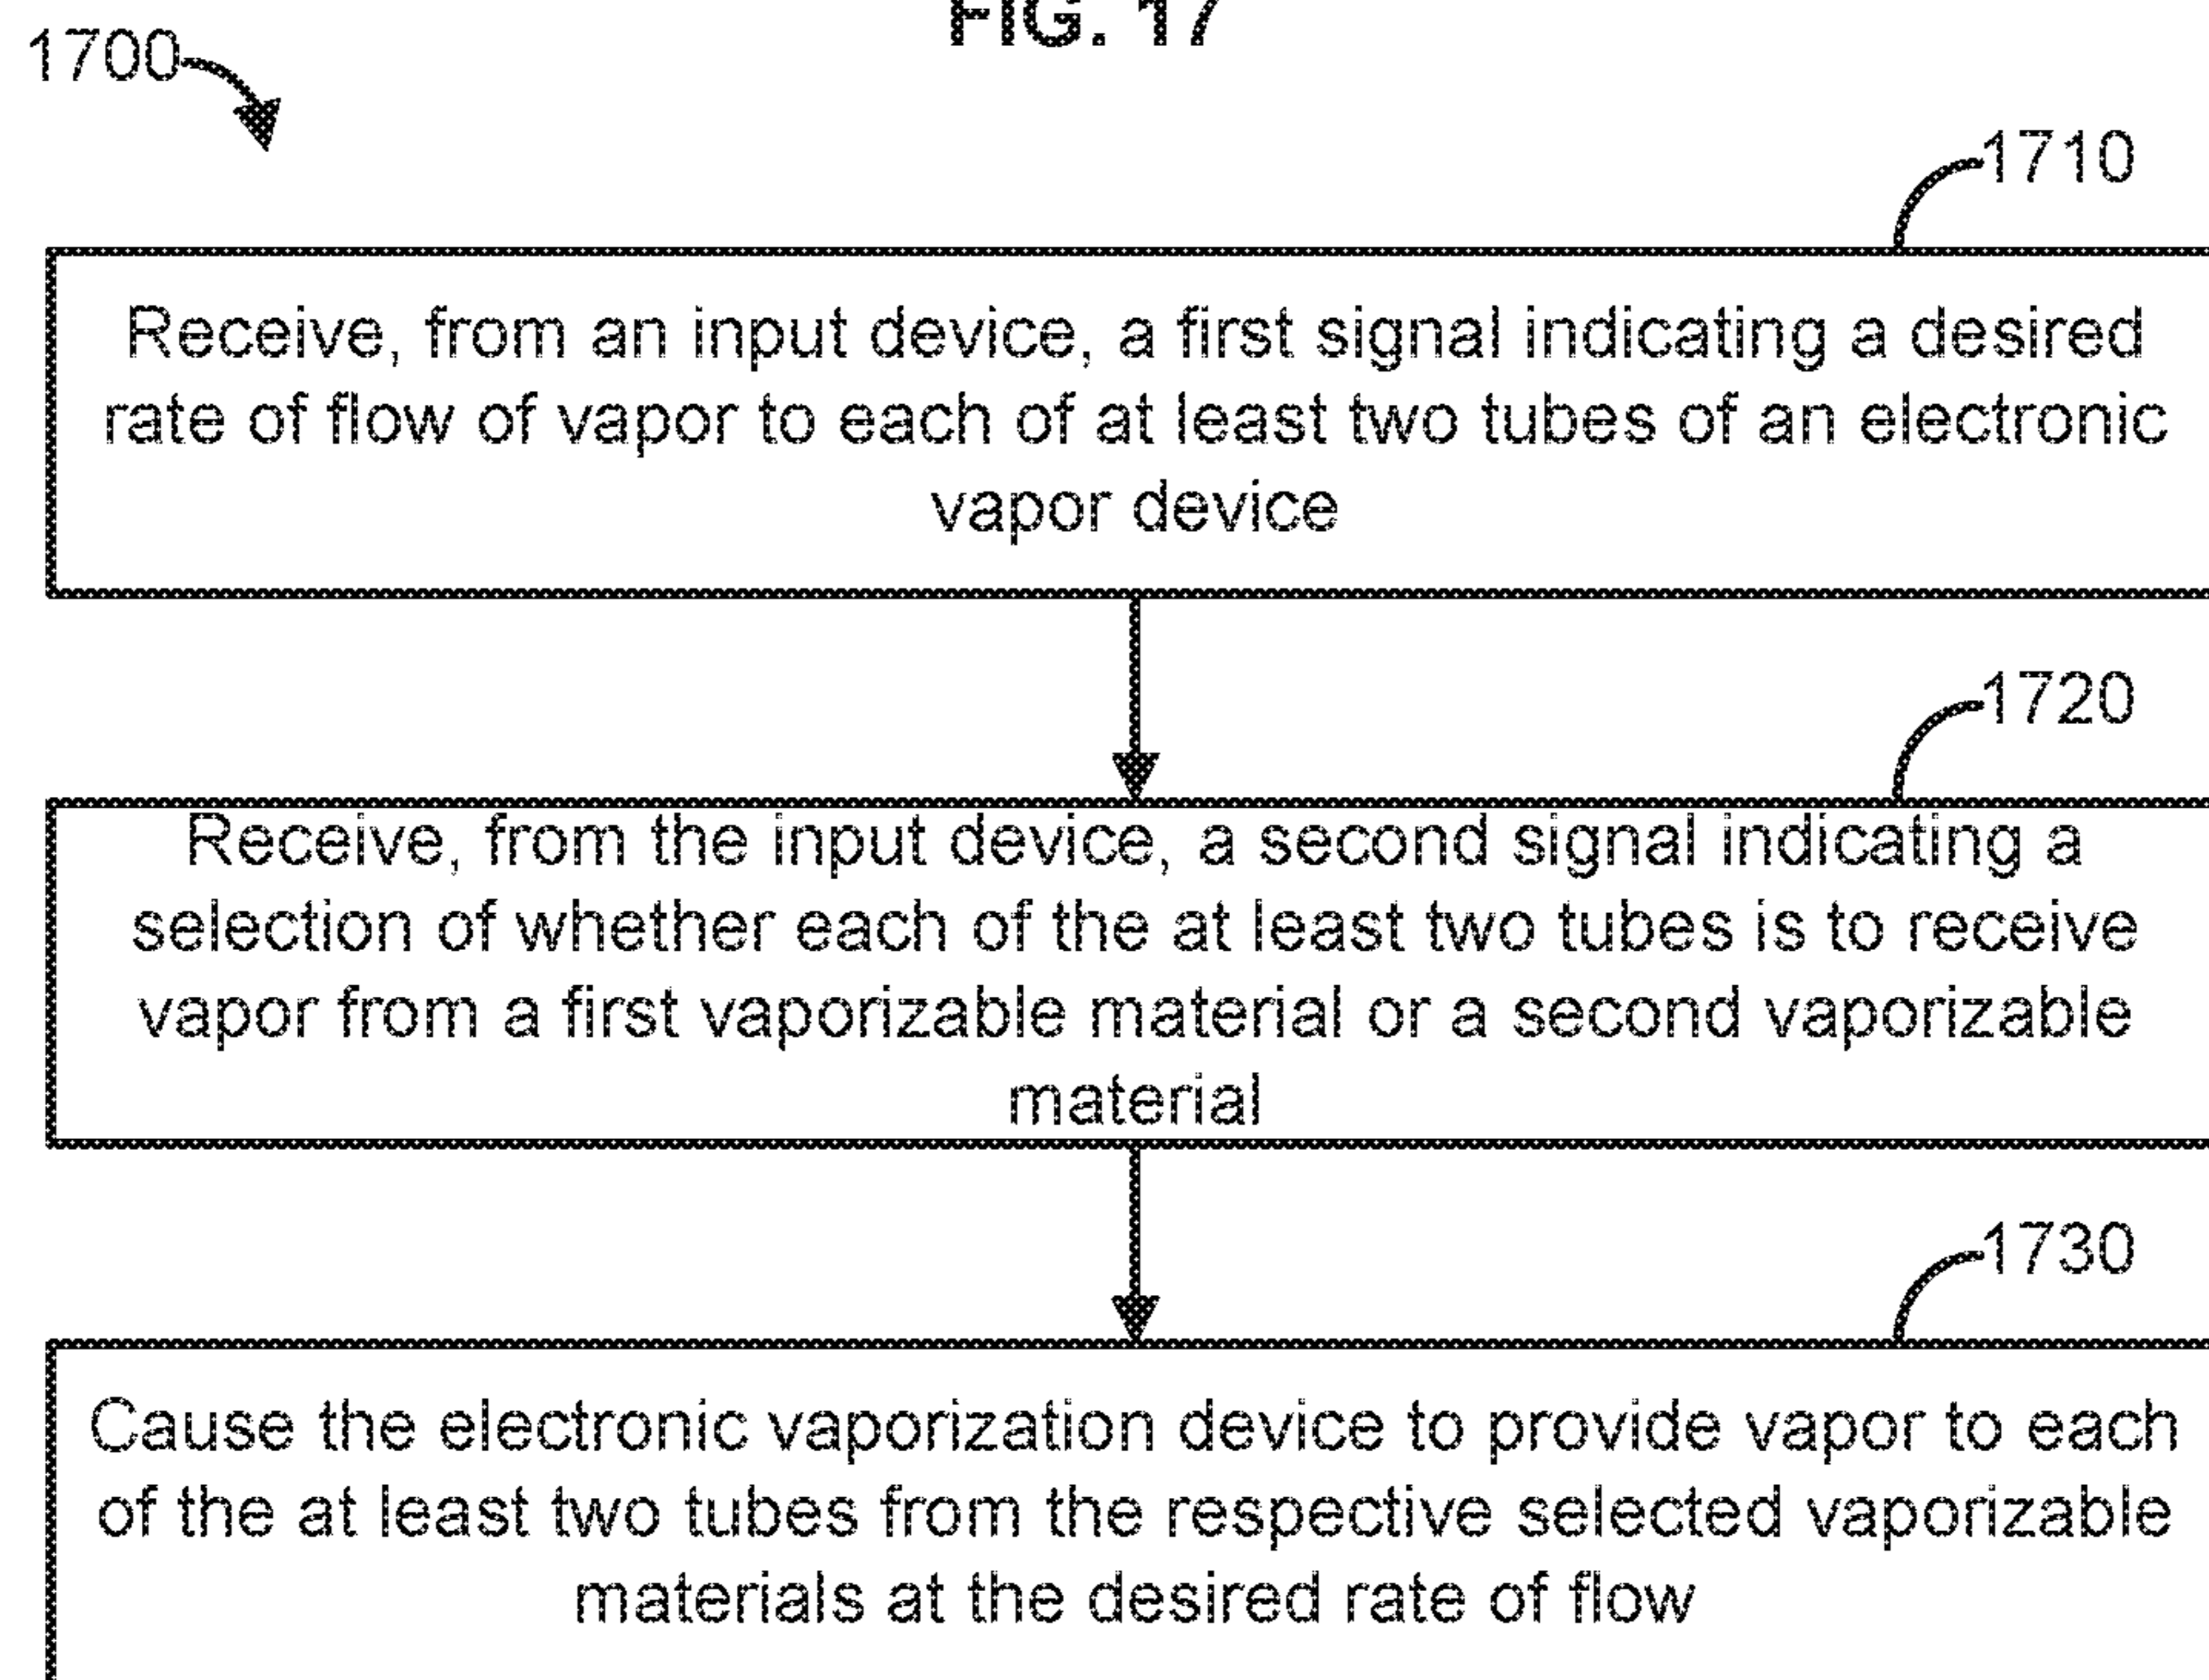 FIG. 17
1700
1710
Receive, from an input device, a first signal indicating a desired
rate of flow of vapor to each of at least two tubes of an electronic
vapor device
1720
Receive, from the input device, a second signal indicating a
selection of whether each of the at least two tubes is to receive
vapor from a first vaporizable material or a second vaporizable
material
1730
Cause the electronic vaporization device to provide vapor to each
of the at least two tubes from the respective selected vaporizable
materials at the desired rate of flow